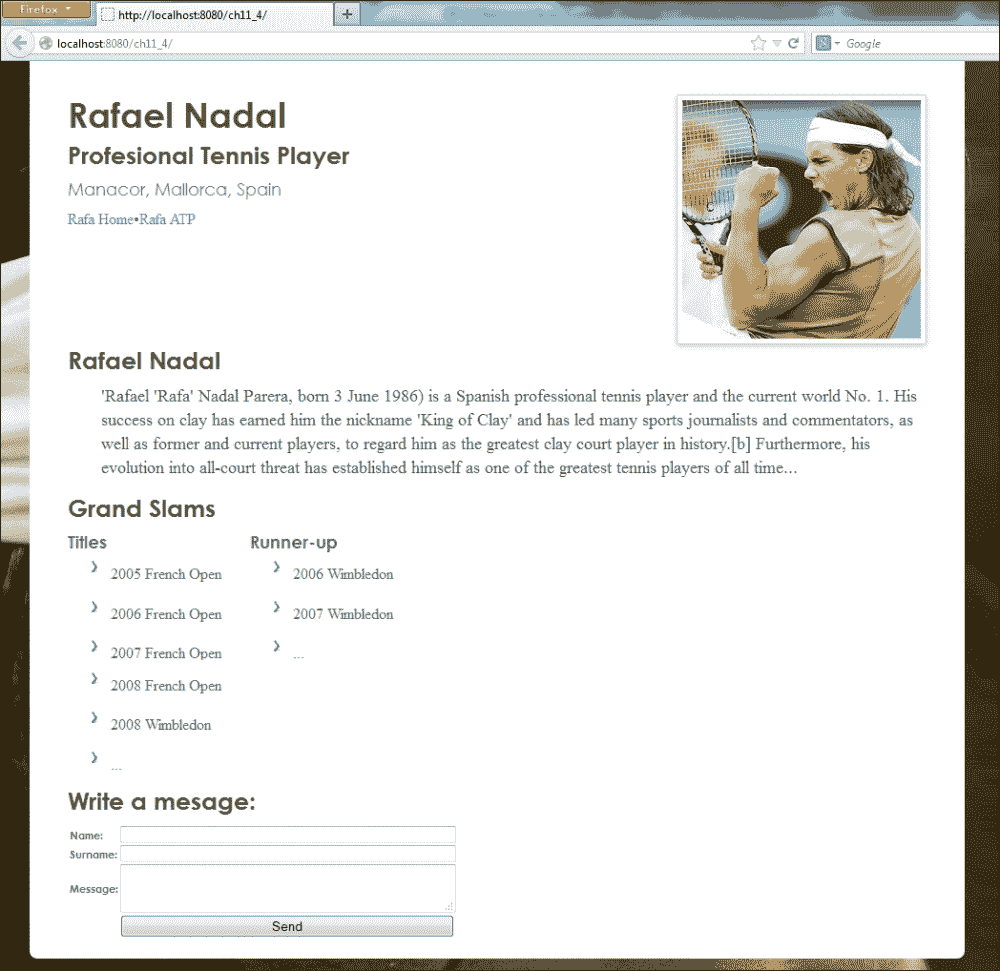 Firefox
http://localhost:8080/ch11_4/
localhost:8080/ch11_4/
Google
Rafael Nadal
Profesional Tennis Player
Manacor, Mallorca, Spain
Rafa Home•Rafa ATP
Rafael Nadal
'Rafael 'Rafa' Nadal Parera, born 3 June 1986) is a Spanish professional tennis player and the current world No. 1. His
success on clay has earned him the nickname 'King of Clay' and has led many sports journalists and commentators, as
well as former and current players, to regard him as the greatest clay court player in history.[b] Furthermore, his
evolution into all-court threat has established himself as one of the greatest tennis players of all time...
Grand Slams
Titles
2005 French Open
2006 French Open
2007 French Open
2008 French Open
2008 Wimbledon
...
Runner-up
2006 Wimbledon
2007 Wimbledon
...
Write a mesage:
Name:
Surname:
Message:
Send